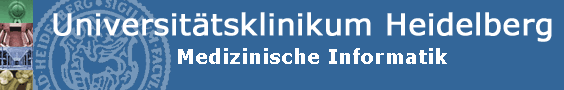 Universitätsklinikum Heidelberg
Medizinische Informatik